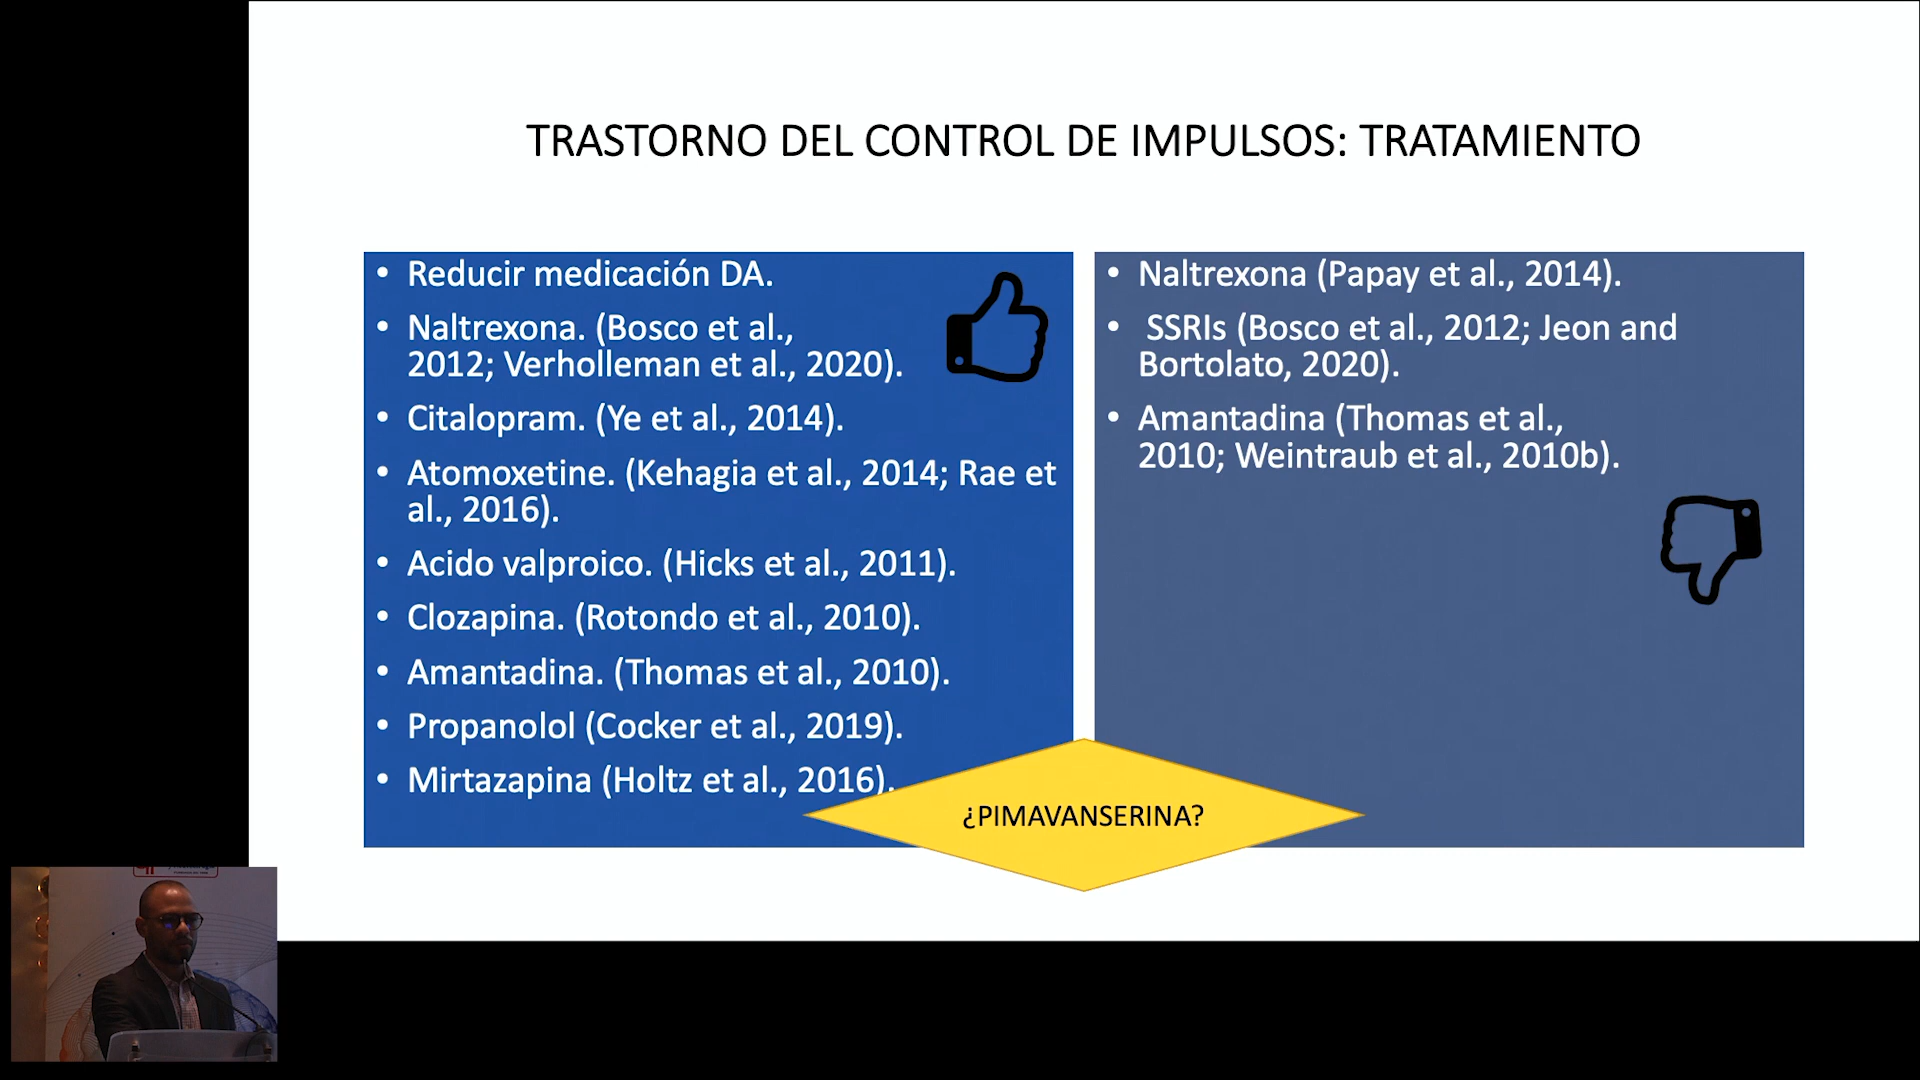 TRASTORNO DEL CONTROL DE IMPULSOS: TRATAMIENTO
• Reducir medicación DA.
• Naltrexona. (Bosco et al.,
2012; Verholleman et al., 2020).
• Citalopram. (Ye et al., 2014).
• Atomoxetine. (Kehagia et al., 2014; Rae et
al., 2016).
• Acido valproico. (Hicks et al., 2011).
• Clozapina. (Rotondo et al., 2010).
• Amantadina. (Thomas et al., 2010).
• Propanolol (Cocker et al., 2019).
• Mirtazapina (Holtz et al., 2016).
• Naltrexona (Papay et al., 2014).
• SSRIs (Bosco et al., 2012; Jeon and
Bortolato, 2020).
• Amantadina (Thomas et al.,
2010; Weintraub et al., 2010b).
¿PIMAVANSERINA?